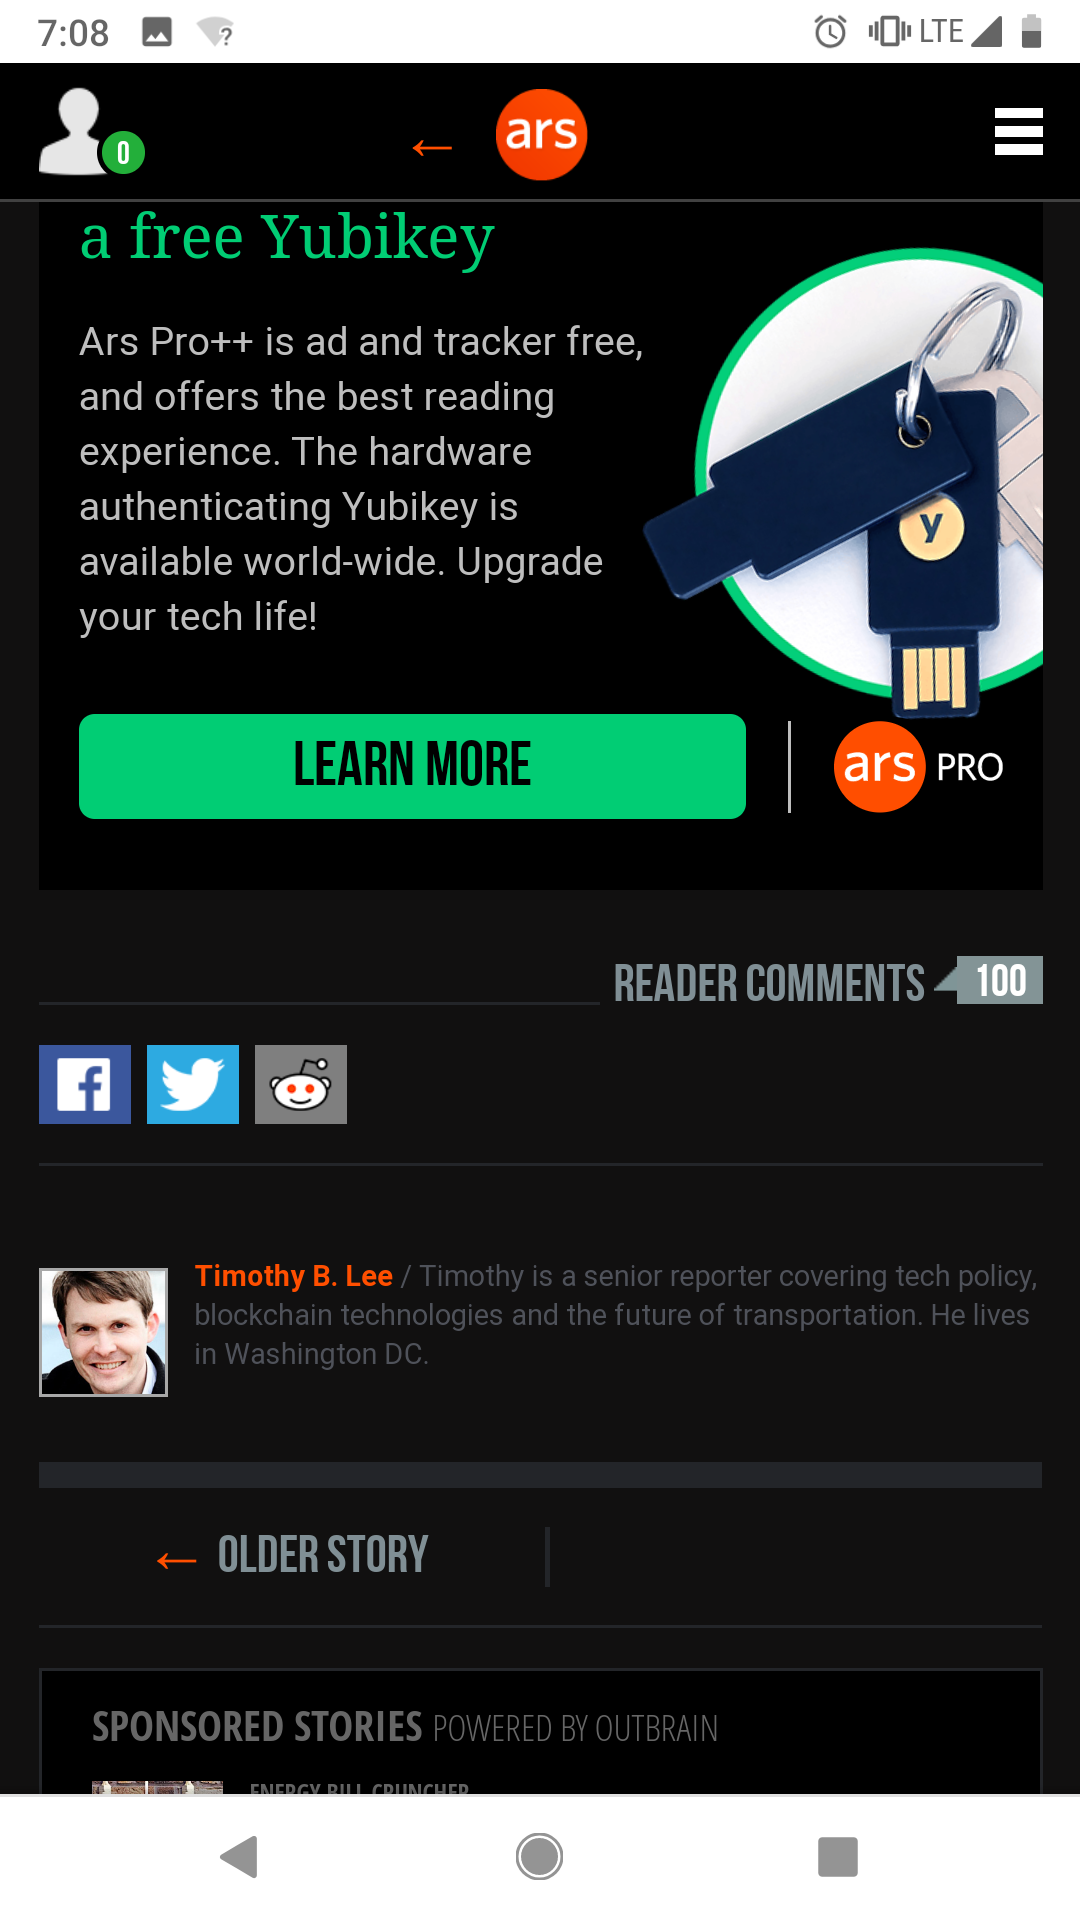 7:08
? LTE
0
← ars
a free Yubikey
Ars Pro++ is ad and tracker free,
and offers the best reading
experience. The hardware
authenticating Yubikey is
available world-wide. Upgrade
your tech life!
y
LEARN MORE
ars PRO
READER COMMENTS 100
f
Timothy B. Lee / Timothy is a senior reporter covering tech policy,
blockchain technologies and the future of transportation. He lives
in Washington DC.
← OLDER STORY
SPONSORED STORIES POWERED BY OUTBRAIN
ENERGY BILL CRUNCHER